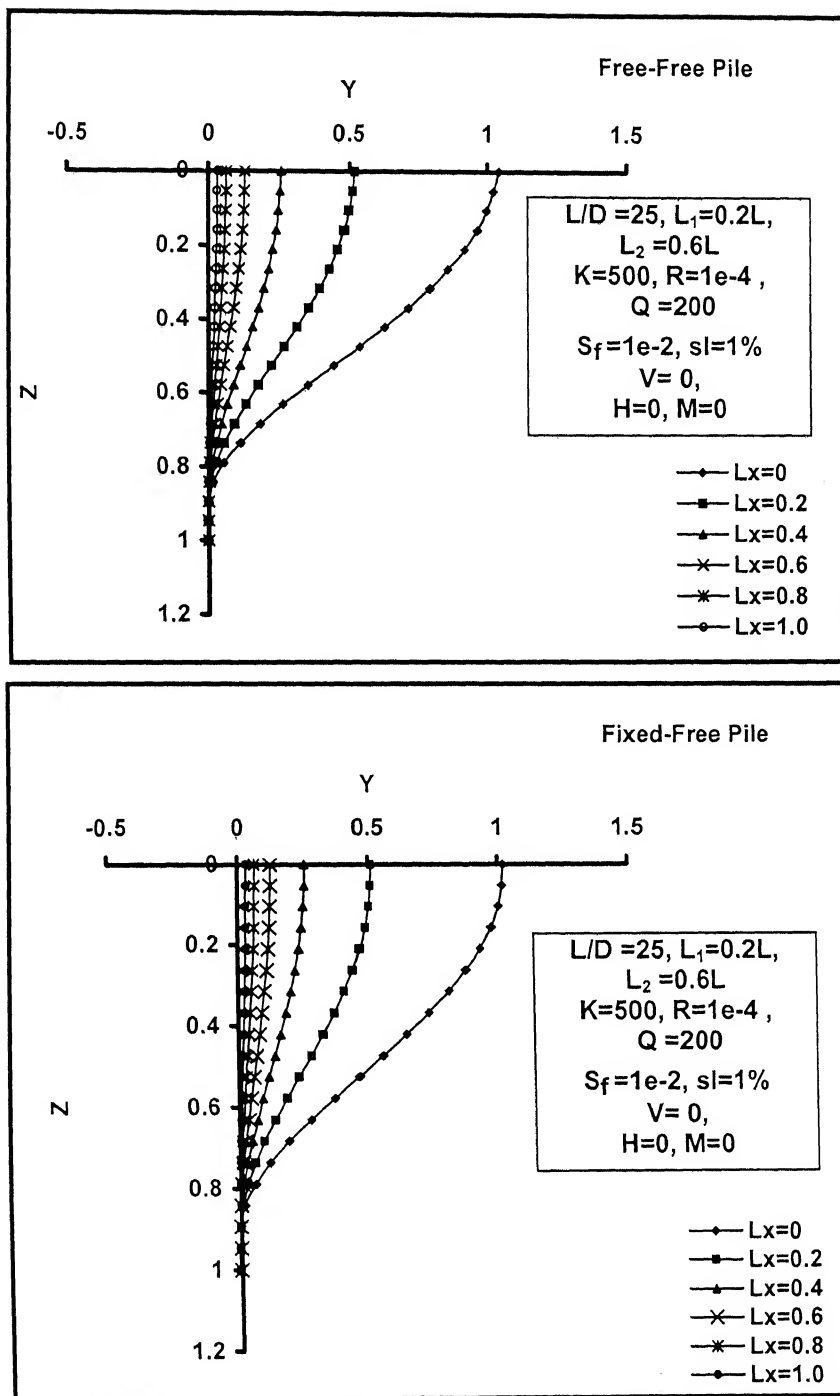 Free-Free Pile
Y
-0.5 0 0.5 1 1.5
0
0.2
0.4
0.6
0.8
1
1.2
Z
L/D =25, L₁=0.2L,
L₂ =0.6L
K=500, R=1e-4 ,
Q =200
Sf=1e-2, sl=1%
V= 0,
H=0, M=0
Lx=0
Lx=0.2
Lx=0.4
Lx=0.6
Lx=0.8
Lx=1.0
Fixed-Free Pile
Y
-0.5 0 0.5 1 1.5
0
0.2
0.4
0.6
0.8
1
1.2
Z
L/D =25, L₁=0.2L,
L₂ =0.6L
K=500, R=1e-4 ,
Q =200
Sf=1e-2, sl=1%
V= 0,
H=0, M=0
Lx=0
Lx=0.2
Lx=0.4
Lx=0.6
Lx=0.8
Lx=1.0